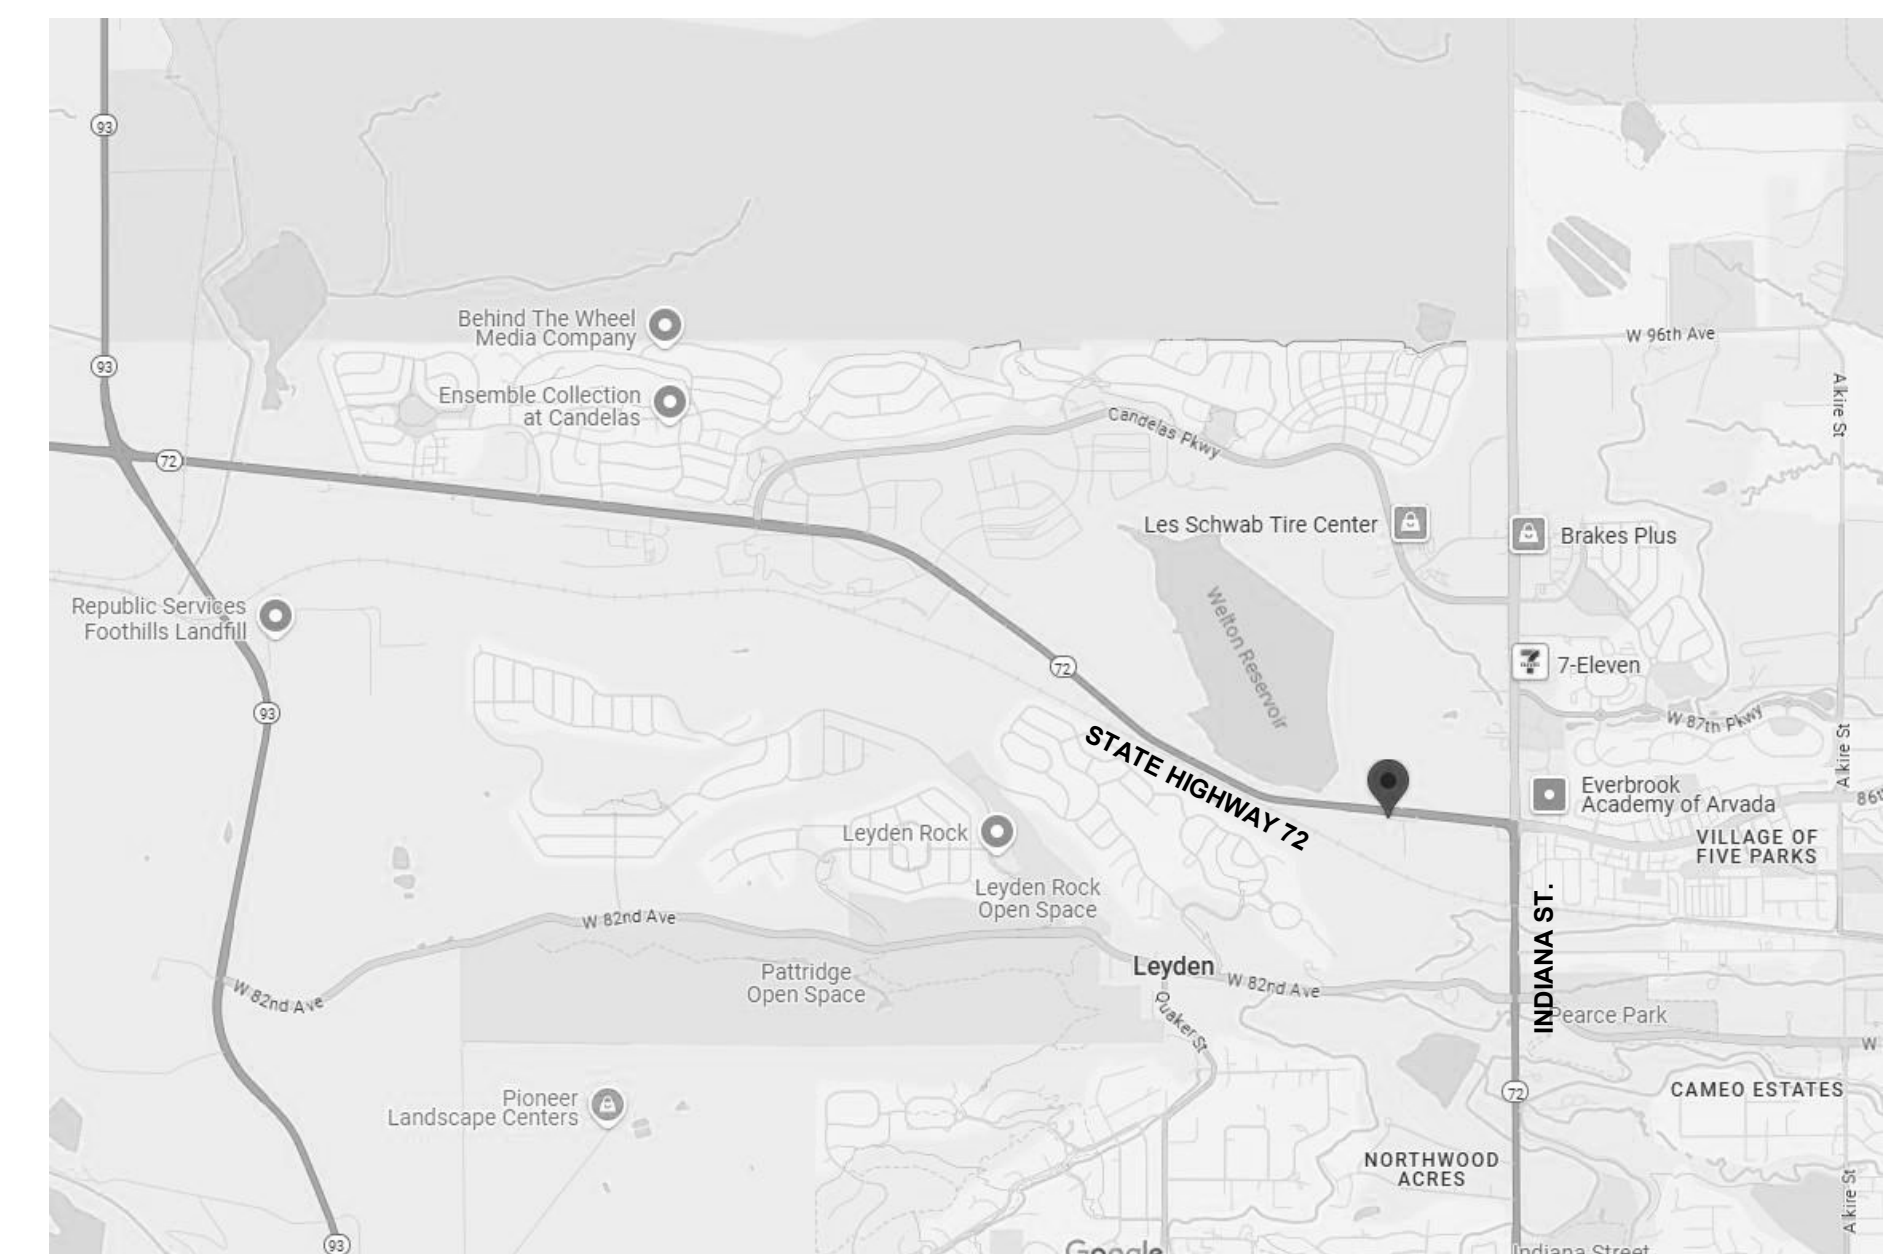 93
Behind The Wheel
Media Company
W 96th Ave
93
Ensemble Collection
at Candelas
Candelas Pkwy
Alkire St
72
Les Schwab Tire Center
Brakes Plus
Republic Services
Foothills Landfill
Welton Reservoir
72
7-Eleven
93
W 87th Pkwy
STATE HIGHWAY 72
Alkire St
Everbrook
Academy of Arvada
86th
Leyden Rock
VILLAGE OF
FIVE PARKS
Leyden Rock
Open Space
W 82nd Ave
INDIANA ST.
Pattridge
Open Space
Leyden
W 82nd Ave
W 82nd Ave
Quaker St
Pearce Park
W
Pioneer
Landscape Centers
72
CAMEO ESTATES
NORTHWOOD
ACRES
Alkire St
93
Google
Indiana Street